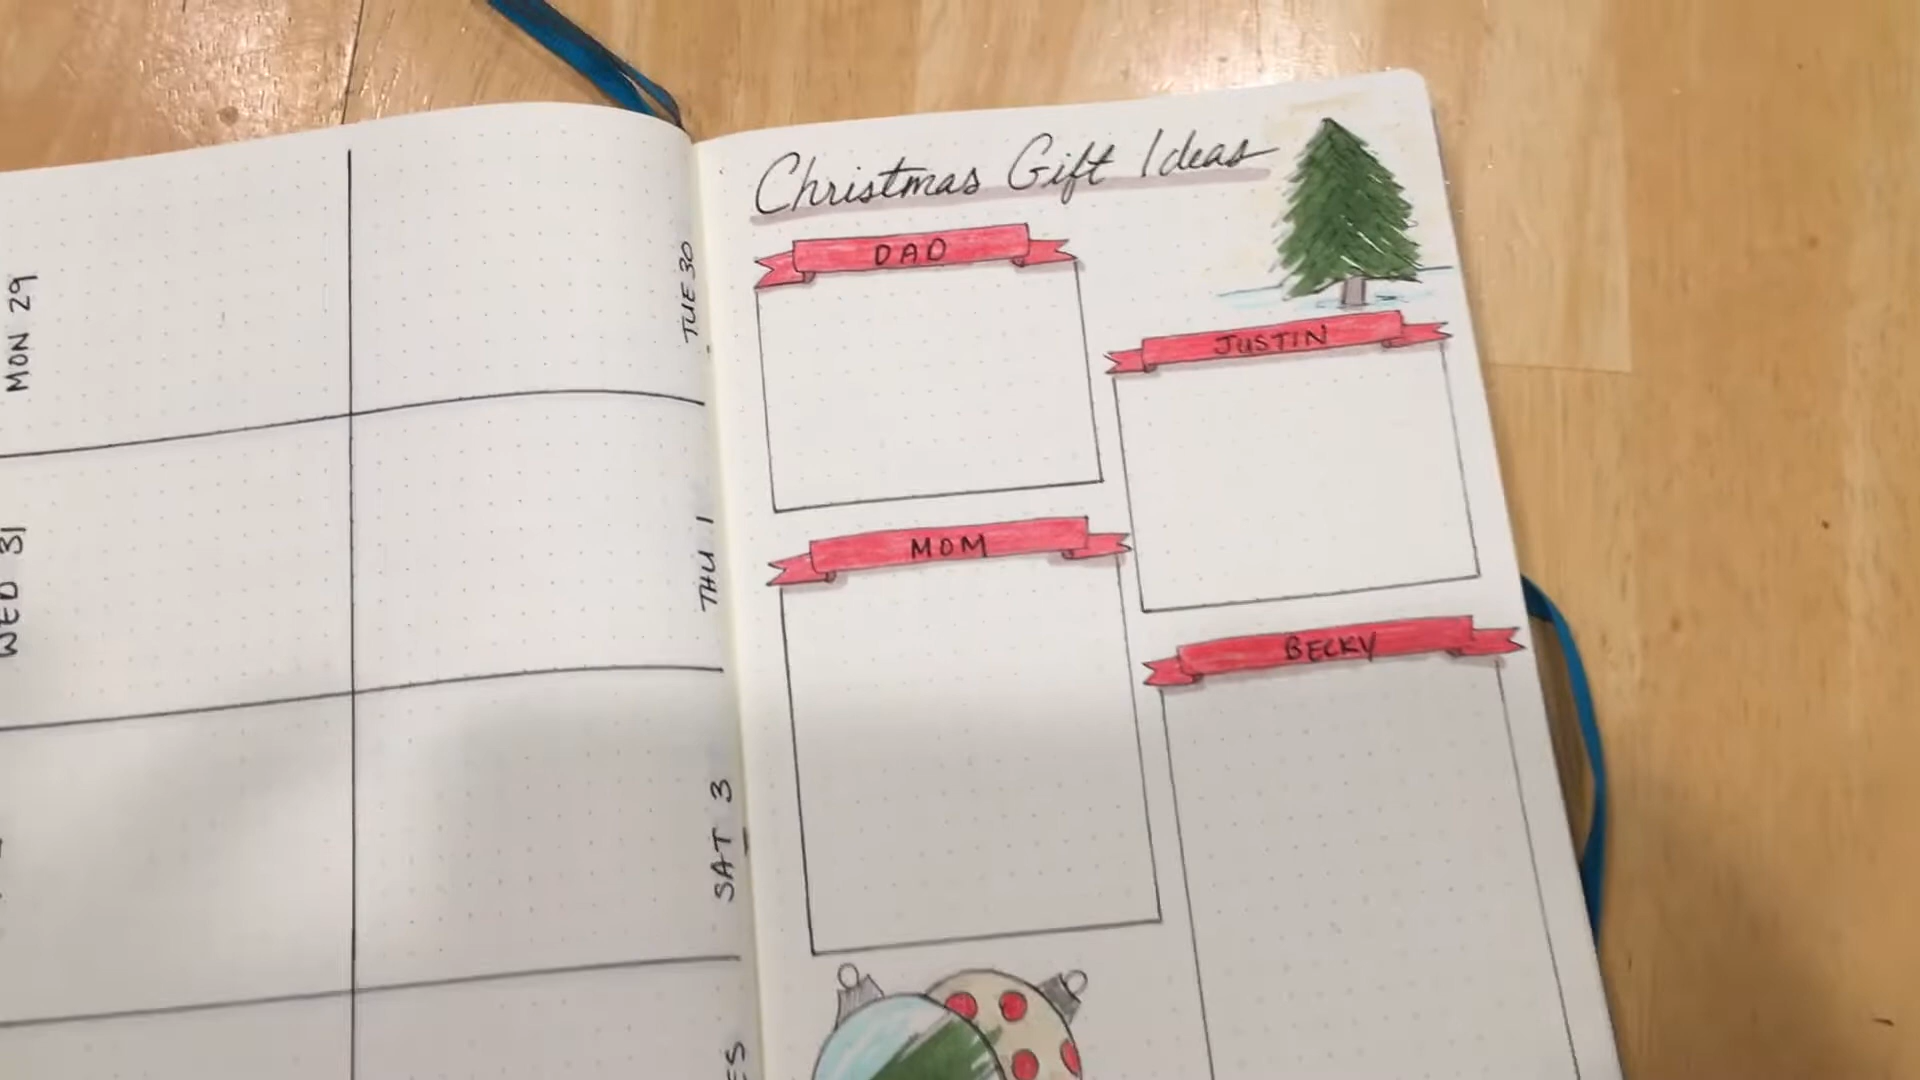 MON 29
TUE 30
WED 31
THU 1
SAT 3
Christmas Gift Ideas
DAD
JUSTIN
MOM
BECKY